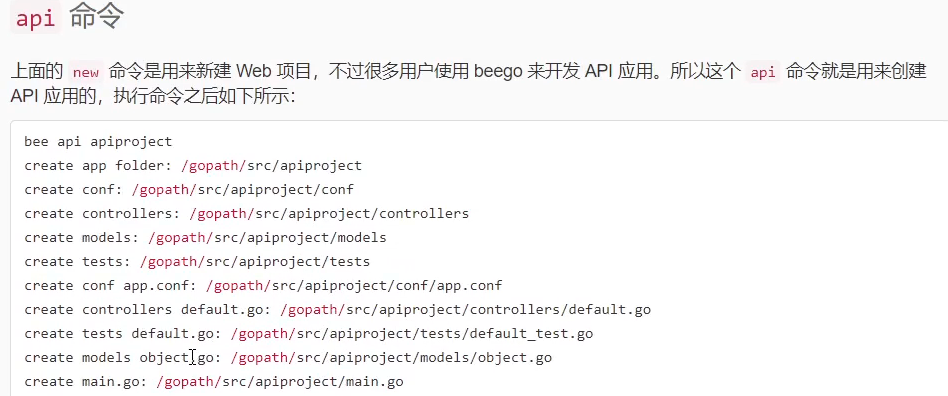 api 命令
上面的 new 命令是用来新建 Web 项目，不过很多用户使用 beego 来开发 API 应用。所以这个 api 命令就是用来创建
API 应用的，执行命令之后如下所示：
bee api apiproject
create app folder: /gopath/src/apiproject
create conf: /gopath/src/apiproject/conf
create controllers: /gopath/src/apiproject/controllers
create models: /gopath/src/apiproject/models
create tests: /gopath/src/apiproject/tests
create conf app.conf: /gopath/src/apiproject/conf/app.conf
create controllers default.go: /gopath/src/apiproject/controllers/default.go
create tests default.go: /gopath/src/apiproject/tests/default_test.go
create models object.go: /gopath/src/apiproject/models/object.go
create main.go: /gopath/src/apiproject/main.go